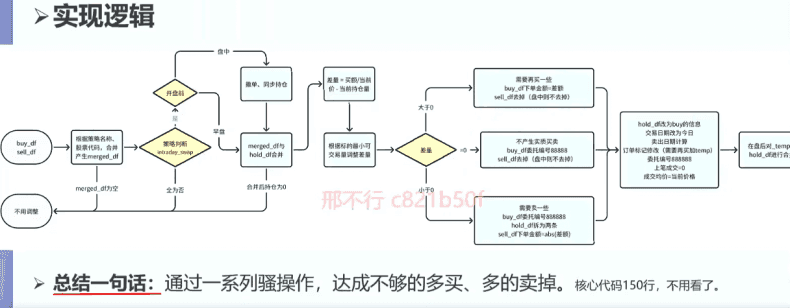 ➤实现逻辑
盘中
开盘吗
撤单，同步持仓
差量 = 买额/当前
价 - 当前持仓量
需要再买一些
buy_df下单金额=差额
sell_df去掉（盘中则不去掉）
是
早盘
大于0
buy_df
sell_df
根据策略名称、
股票代码，合并
产生merged_df
策略判断
intraday_swap
merged_df与
hold_df合并
根据标的最小可
交易量调整差量
差量
=0
不产生实质买卖
buy_df委托编号888888
sell_df去掉（盘中则不去掉）
hold_df改为buy的信息
交易日期改为今日
卖出日期计算
订单标记修改（需要再买加temp）
委托编号888888
上笔成交=0
成交均价=当前价格
在盘后对_temp
hold_df进行合
merged_df为空
全为否
合并后持仓为0
小于0
不用调整
需要卖一些
buy_df委托编号888888
hold_df拆为两条
sell_df下单金额=abs(差额)
邢不行 c821b50f
➤总结一句话：通过一系列骚操作，达成不够的多买、多的卖掉。核心代码150行，不用看了。